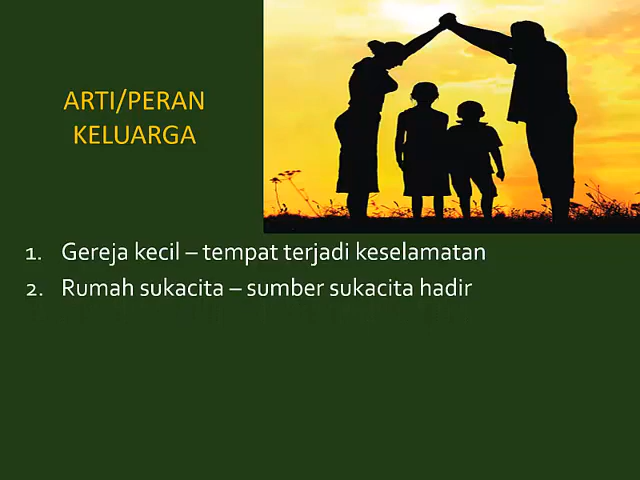 ARTI/PERAN
KELUARGA
1. Gereja kecil – tempat terjadi keselamatan
2. Rumah sukacita – sumber sukacita hadir